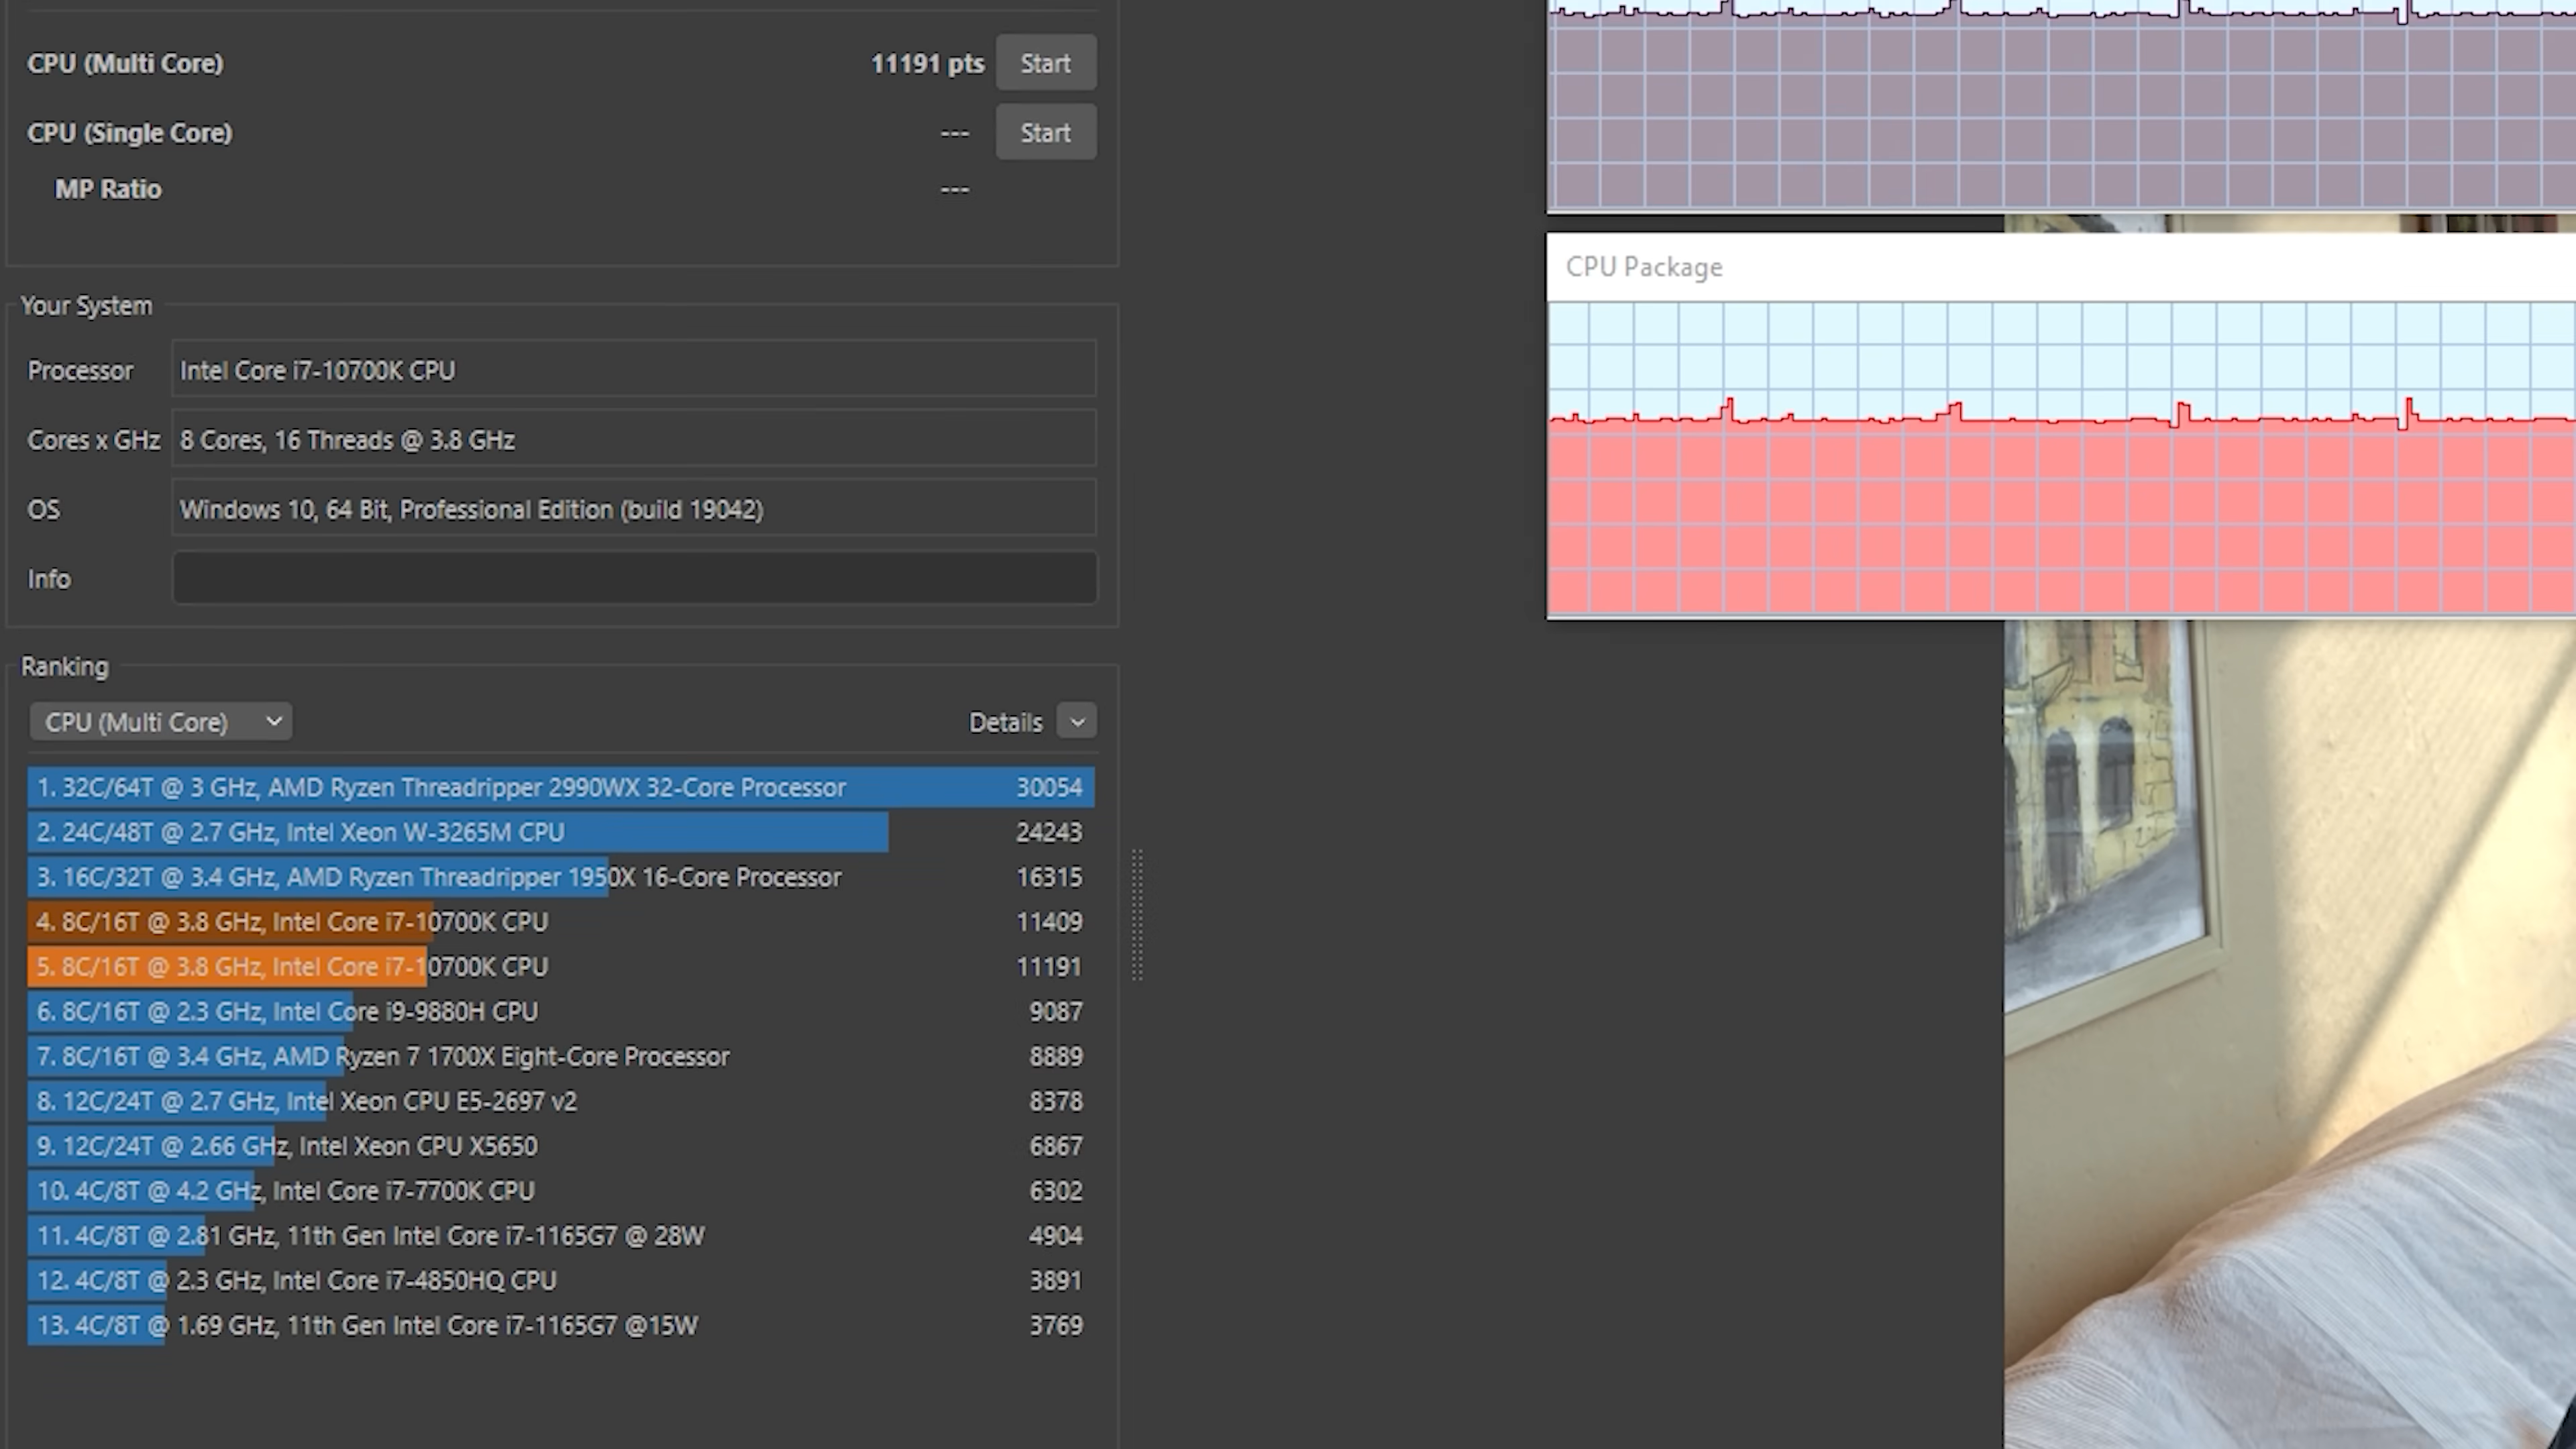 CPU (Multi Core) 11191 pts Start
CPU (Single Core) --- Start
MP Ratio ---
CPU Package
Your System
Processor Intel Core i7-10700K CPU
Cores x GHz 8 Cores, 16 Threads @ 3.8 GHz
OS Windows 10, 64 Bit, Professional Edition (build 19042)
Info
Ranking
CPU (Multi Core) Details
1. 32C/64T @ 3 GHz, AMD Ryzen Threadripper 2990WX 32-Core Processor 30054
2. 24C/48T @ 2.7 GHz, Intel Xeon W-3265M CPU 24243
3. 16C/32T @ 3.4 GHz, AMD Ryzen Threadripper 1950X 16-Core Processor 16315
4. 8C/16T @ 3.8 GHz, Intel Core i7-10700K CPU 11409
5. 8C/16T @ 3.8 GHz, Intel Core i7-10700K CPU 11191
6. 8C/16T @ 2.3 GHz, Intel Core i9-9880H CPU 9087
7. 8C/16T @ 3.4 GHz, AMD Ryzen 7 1700X Eight-Core Processor 8889
8. 12C/24T @ 2.7 GHz, Intel Xeon CPU E5-2697 v2 8378
9. 12C/24T @ 2.66 GHz, Intel Xeon CPU X5650 6867
10. 4C/8T @ 4.2 GHz, Intel Core i7-7700K CPU 6302
11. 4C/8T @ 2.81 GHz, 11th Gen Intel Core i7-1165G7 @ 28W 4904
12. 4C/8T @ 2.3 GHz, Intel Core i7-4850HQ CPU 3891
13. 4C/8T @ 1.69 GHz, 11th Gen Intel Core i7-1165G7 @15W 3769